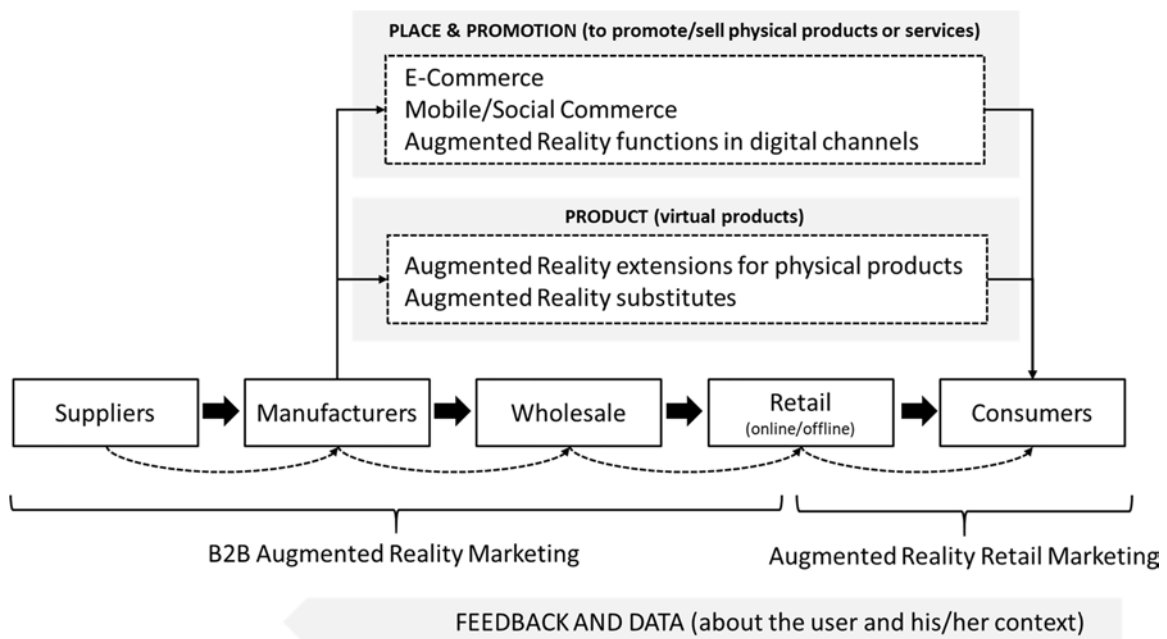 PLACE & PROMOTION (to promote/sell physical products or services)
E-Commerce
Mobile/Social Commerce
Augmented Reality functions in digital channels
PRODUCT (virtual products)
Augmented Reality extensions for physical products
Augmented Reality substitutes
Suppliers
Manufacturers
Wholesale
Retail
(online/offline)
Consumers
B2B Augmented Reality Marketing
Augmented Reality Retail Marketing
FEEDBACK AND DATA (about the user and his/her context)